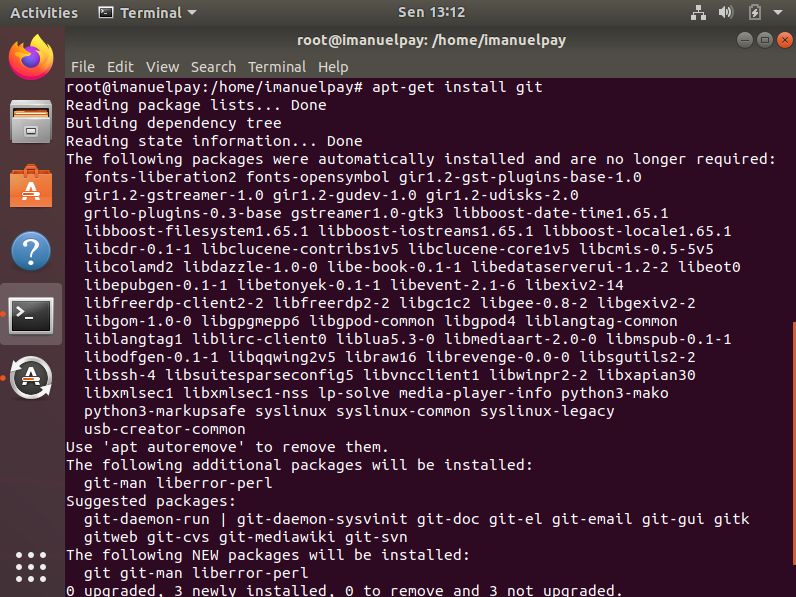 Activities Terminal Sen 13:12
root@imanuelpay: /home/imanuelpay
File Edit View Search Terminal Help
root@imanuelpay:/home/imanuelpay# apt-get install git
Reading package lists... Done
Building dependency tree
Reading state information... Done
The following packages were automatically installed and are no longer required:
fonts-liberation2 fonts-opensymbol gir1.2-gst-plugins-base-1.0
gir1.2-gstreamer-1.0 gir1.2-gudev-1.0 gir1.2-udisks-2.0
grilo-plugins-0.3-base gstreamer1.0-gtk3 libboost-date-time1.65.1
libboost-filesystem1.65.1 libboost-iostreams1.65.1 libboost-locale1.65.1
libcdr-0.1-1 libclucene-contribs1v5 libclucene-core1v5 libcmis-0.5-5v5
libcolamd2 libdazzle-1.0-0 libe-book-0.1-1 libedataserverui-1.2-2 libeot0
libepubgen-0.1-1 libetonyek-0.1-1 libevent-2.1-6 libexiv2-14
libfreerdp-client2-2 libfreerdp2-2 libgc1c2 libgee-0.8-2 libgexiv2-2
libgom-1.0-0 libgpgmepp6 libgpod-common libgpod4 liblangtag-common
liblangtag1 liblirc-client0 liblua5.3-0 libmediaart-2.0-0 libmspub-0.1-1
libodfgen-0.1-1 libqqwing2v5 libraw16 librevenge-0.0-0 libsgutils2-2
libssh-4 libsuitesparseconfig5 libvncclient1 libwinpr2-2 libxapian30
libxmlsec1 libxmlsec1-nss lp-solve media-player-info python3-mako
python3-markupsafe syslinux syslinux-common syslinux-legacy
usb-creator-common
Use 'apt autoremove' to remove them.
The following additional packages will be installed:
git-man liberror-perl
Suggested packages:
git-daemon-run | git-daemon-sysvinit git-doc git-el git-email git-gui gitk
gitweb git-cvs git-mediawiki git-svn
The following NEW packages will be installed:
git git-man liberror-perl
0 upgraded, 3 newly installed, 0 to remove and 3 not upgraded.